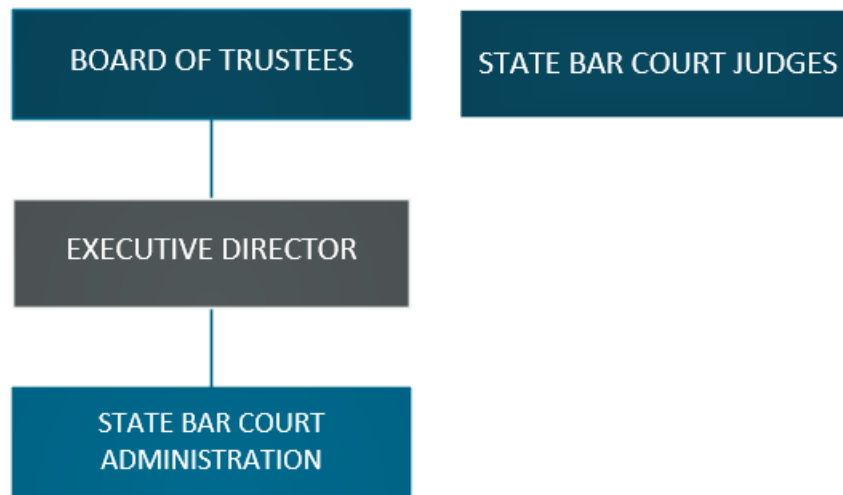 BOARD OF TRUSTEES
STATE BAR COURT JUDGES
EXECUTIVE DIRECTOR
STATE BAR COURT
ADMINISTRATION